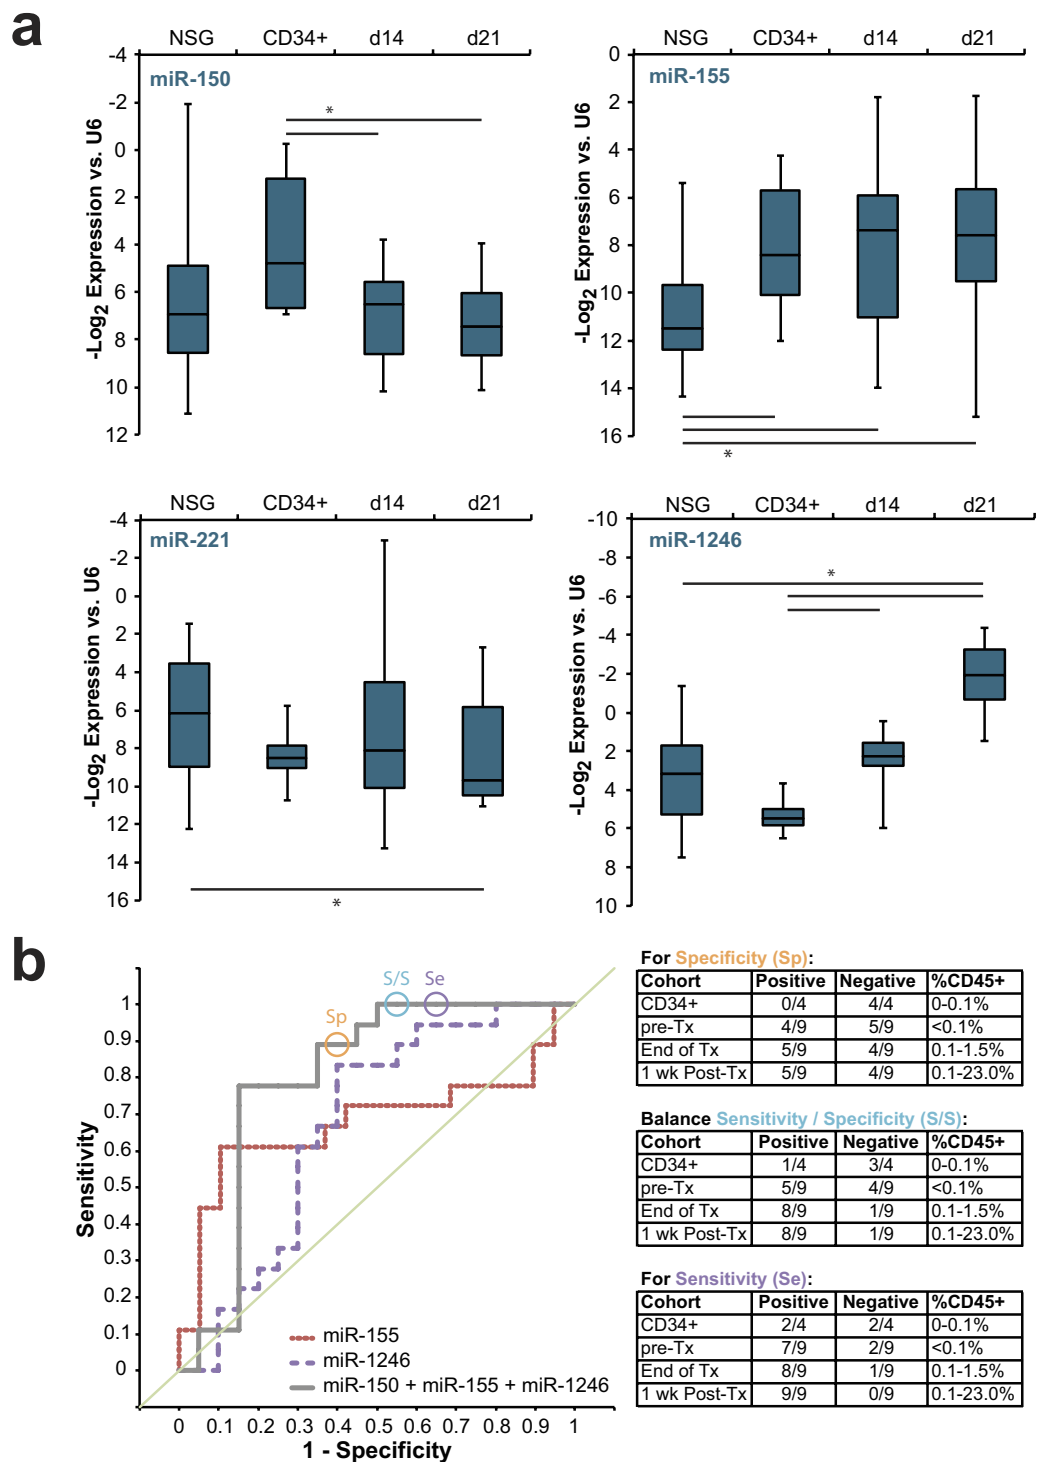 a
NSG CD34+ d14 d21
miR-150
-4
-2
0
2
4
6
8
10
12
-Log2 Expression vs. U6
*
NSG CD34+ d14 d21
miR-155
0
2
4
6
8
10
12
14
16
-Log2 Expression vs. U6
*
NSG CD34+ d14 d21
miR-221
-4
-2
0
2
4
6
8
10
12
14
16
-Log2 Expression vs. U6
*
NSG CD34+ d14 d21
miR-1246
-10
-8
-6
-4
-2
0
2
4
6
8
10
-Log2 Expression vs. U6
*
b
S/S Se
Sp
1
0.9
0.8
0.7
0.6
0.5
0.4
0.3
0.2
0.1
0
Sensitivity
miR-155
miR-1246
miR-150 + miR-155 + miR-1246
0 0.1 0.2 0.3 0.4 0.5 0.6 0.7 0.8 0.9 1
1 - Specificity
For Specificity (Sp):
Cohort Positive Negative %CD45+
CD34+ 0/4 4/4 0-0.1%
pre-Tx 4/9 5/9 <0.1%
End of Tx 5/9 4/9 0.1-1.5%
1 wk Post-Tx 5/9 4/9 0.1-23.0%
Balance Sensitivity / Specificity (S/S):
Cohort Positive Negative %CD45+
CD34+ 1/4 3/4 0-0.1%
pre-Tx 5/9 4/9 <0.1%
End of Tx 8/9 1/9 0.1-1.5%
1 wk Post-Tx 8/9 1/9 0.1-23.0%
For Sensitivity (Se):
Cohort Positive Negative %CD45+
CD34+ 2/4 2/4 0-0.1%
pre-Tx 7/9 2/9 <0.1%
End of Tx 8/9 1/9 0.1-1.5%
1 wk Post-Tx 9/9 0/9 0.1-23.0%